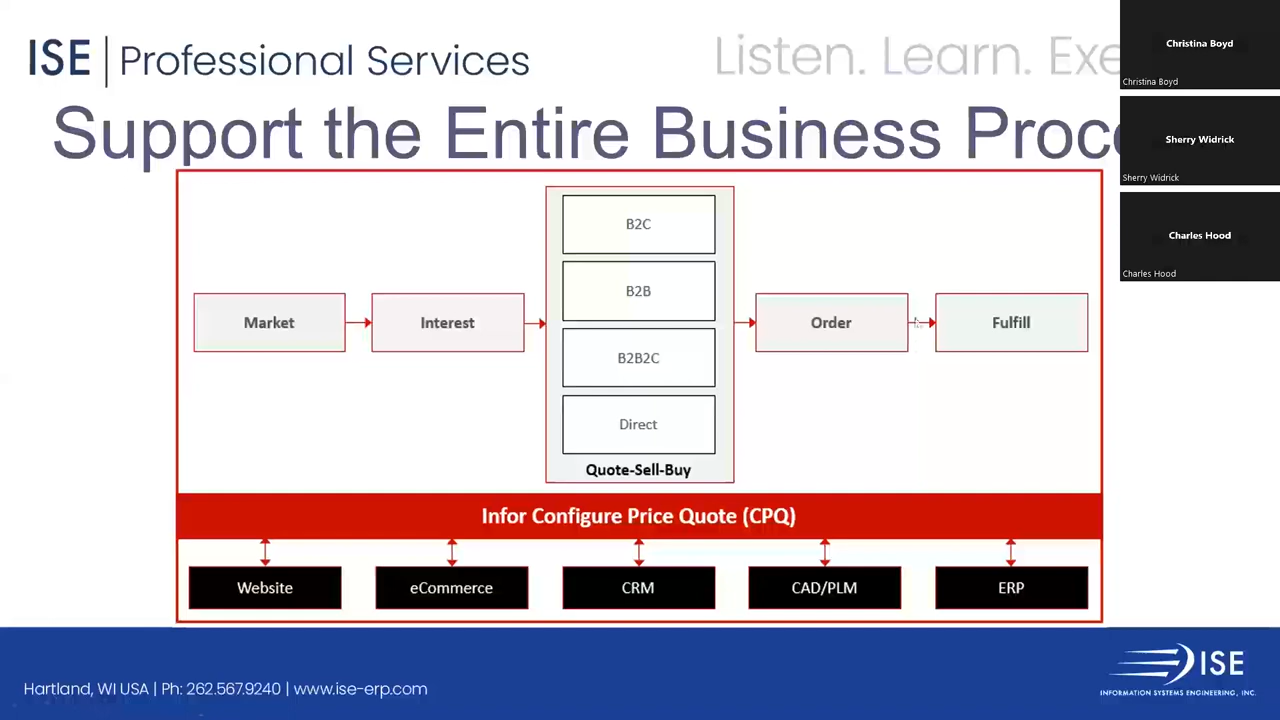 ISE | Professional Services
Listen. Learn. Exe
Support the Entire Business Proc
Christina Boyd
Christina Boyd
Sherry Widrick
Sherry Widrick
Charles Hood
Charles Hood
B2C
B2B
B2B2C
Direct
Quote-Sell-Buy
Market
Interest
Order
Fulfill
Infor Configure Price Quote (CPQ)
Website
eCommerce
CRM
CAD/PLM
ERP
Hartland, WI USA | Ph: 262.567.9240 | www.ise-erp.com
ISE
INFORMATION SYSTEMS ENGINEERING, INC.